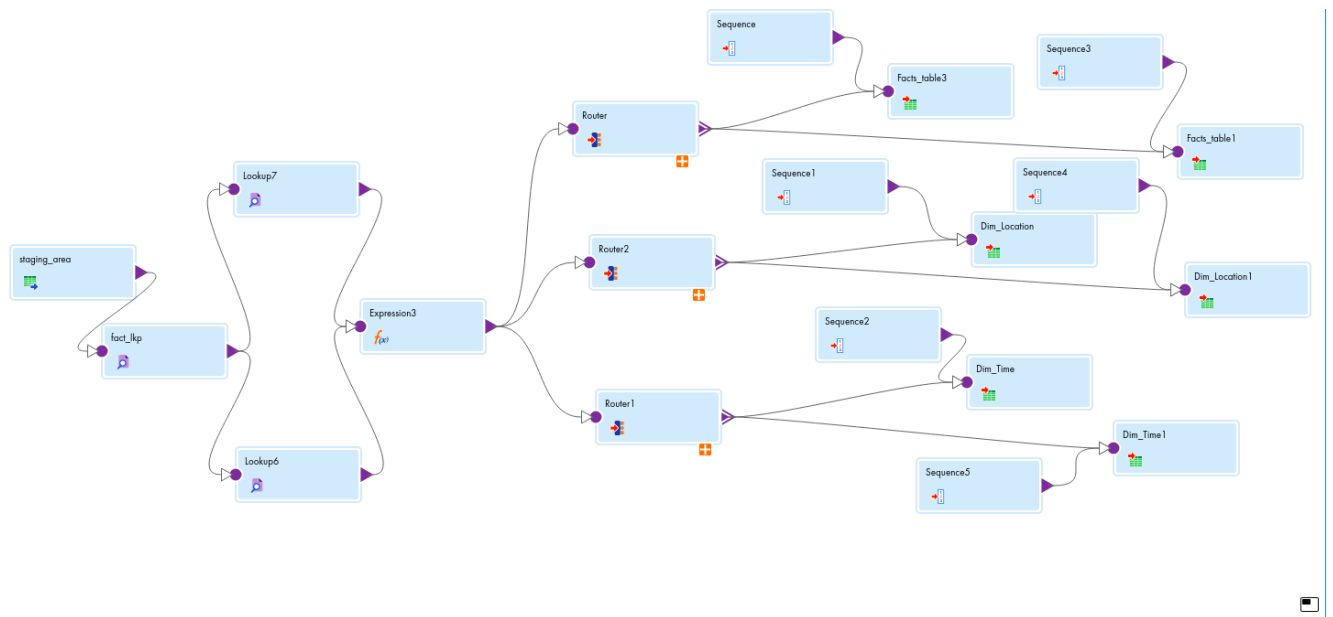 Sequence
Sequence3
Facts_table3
Router
Facts_table1
Lookup7
Sequence1
Sequence4
Dim_Location
staging_area
Router2
Dim_Location1
Expression3
f(x)
fact_lkp
Sequence2
Dim_Time
Router1
Dim_Time1
Lookup6
Sequence5